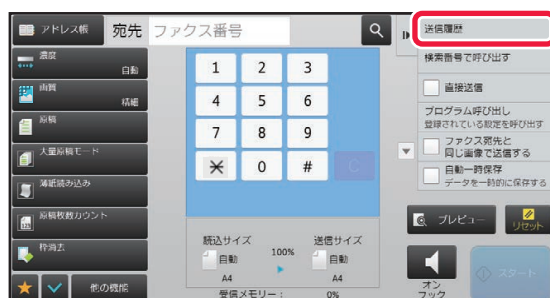 アドレス帳
宛先 ファクス番号
送信履歴
濃度
自動
検索番号で呼び出す
画質
精細
直接送信
原稿
プログラム呼び出し
登録されている設定を呼び出す
大量原稿モード
ファクス宛先と
同じ画像で送信する
薄紙読み込み
自動一時保存
データを一時的に保存する
原稿枚数カウント
枠消去
他の機能
1 2 3
4 5 6
7 8 9
0 # C
読込サイズ
自動
A4
100%
送信サイズ
自動
A4
受信メモリー: 0%
プレビュー
リセット
オン
フック
スタート